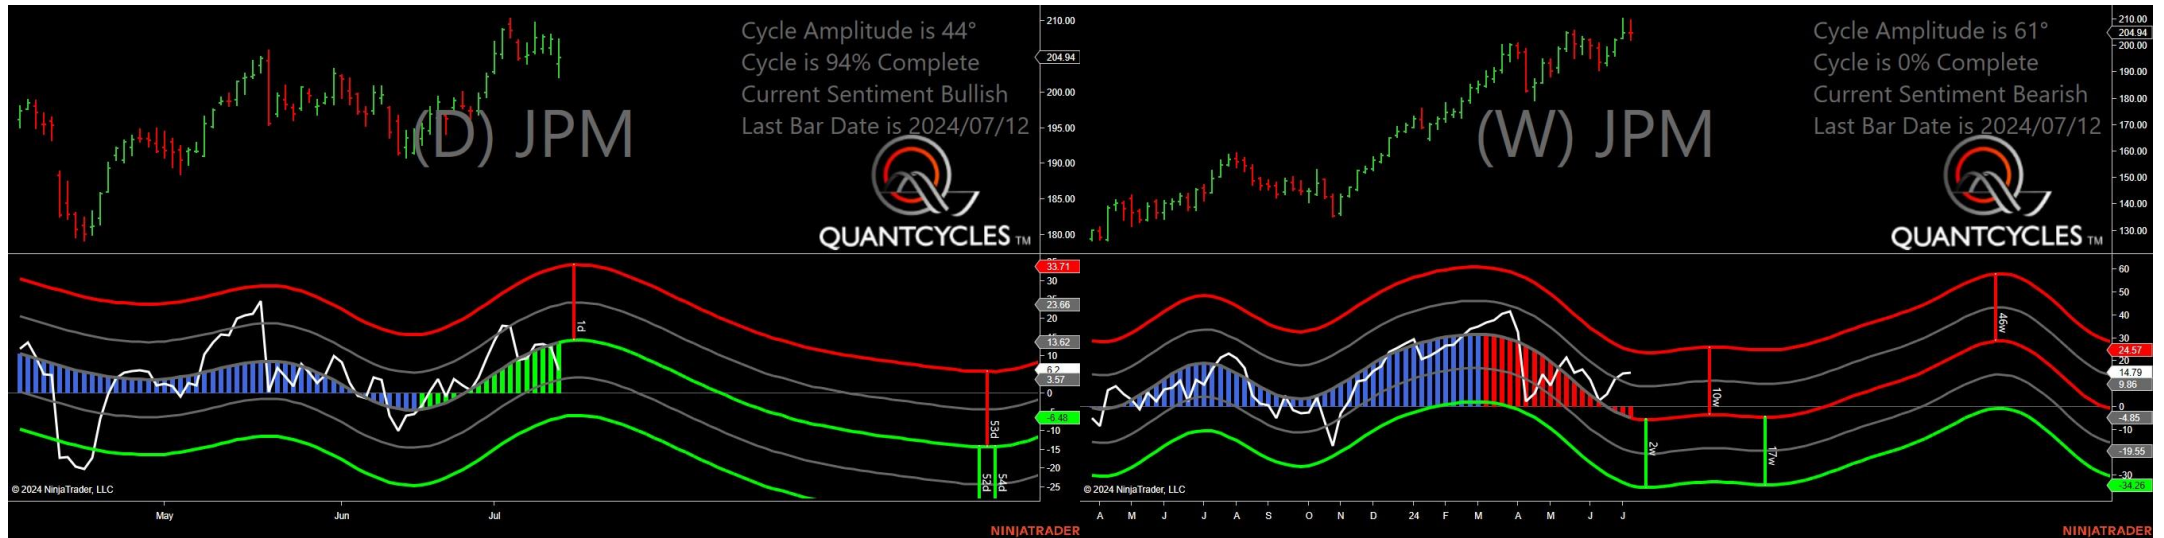 Cycle Amplitude is 44°
Cycle is 94% Complete
Current Sentiment Bullish
Last Bar Date is 2024/07/12
(D) JPM
QUANTCYCLES TM
210.00
204.94
200.00
195.00
190.00
185.00
180.00
33.71
30
23.66
20
13.62
10
6.2
3.57
0
-6.48
-10
-15
-20
-25
1d
53d
52d
54d
© 2024 NinjaTrader, LLC
May
Jun
Jul
NINJATRADER
Cycle Amplitude is 61°
Cycle is 0% Complete
Current Sentiment Bearish
Last Bar Date is 2024/07/12
(W) JPM
QUANTCYCLES TM
210.00
204.94
200.00
190.00
180.00
170.00
160.00
150.00
140.00
130.00
60
50
40
30
24.57
20
14.79
9.86
0
-4.85
-10
-19.55
-30
-34.26
2w
10w
17w
46w
© 2024 NinjaTrader, LLC
A M J J A S O N D 24 F M A M J J
NINJATRADER